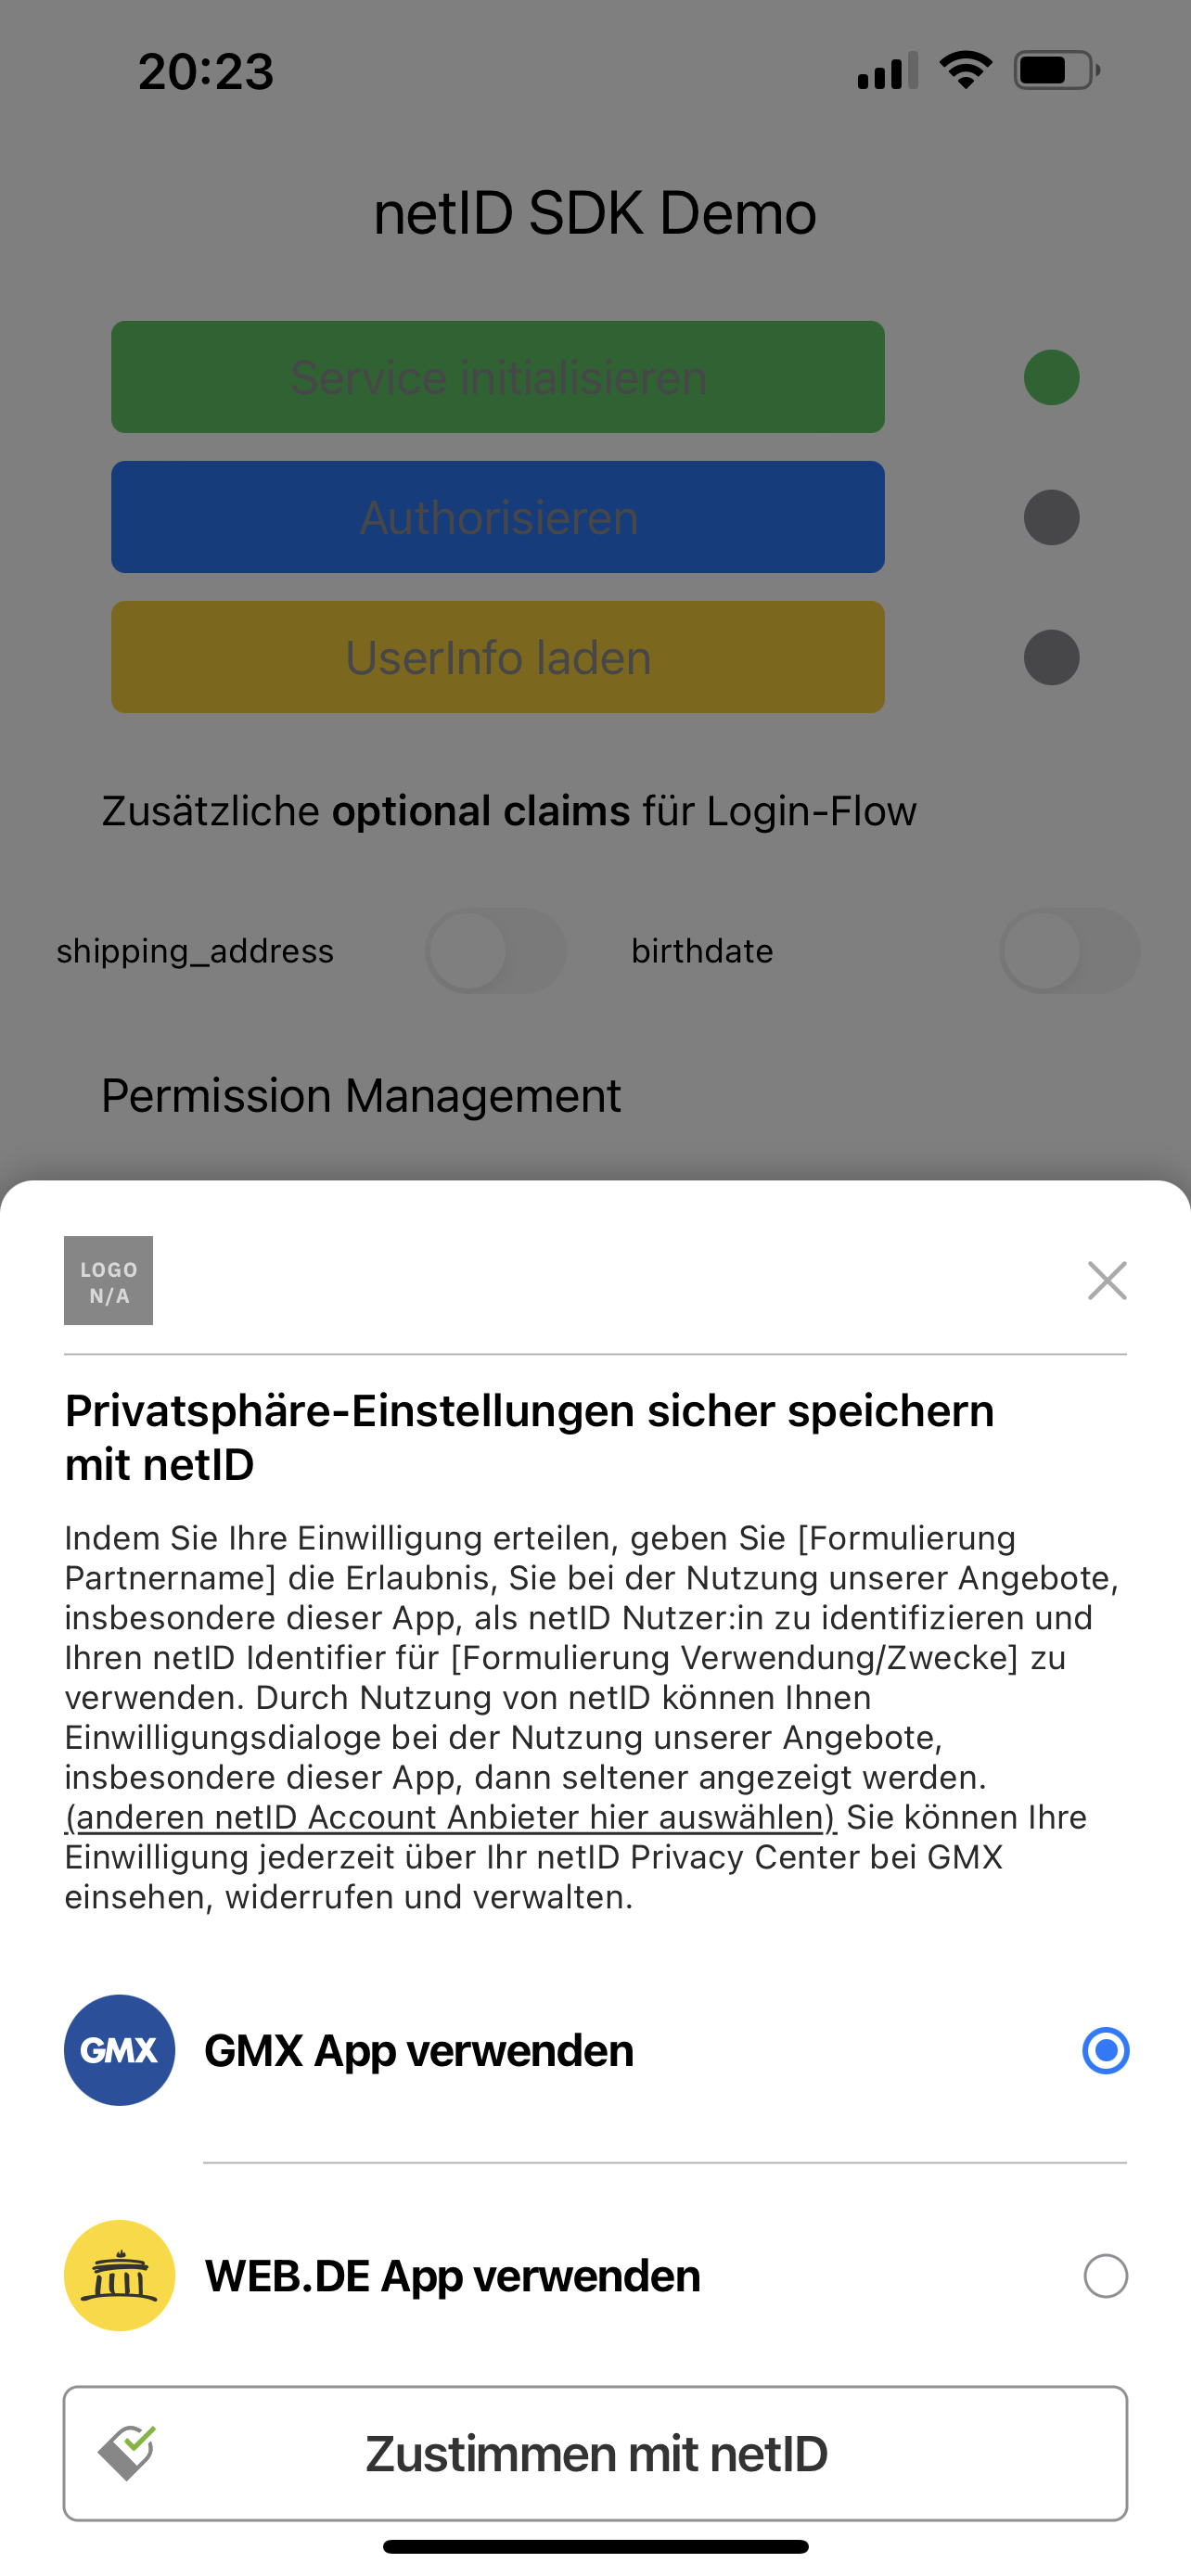 20:23
netID SDK Demo
Service initialisieren
Authorisieren
UserInfo laden
Zusätzliche optional claims für Login-Flow
shipping_address
birthdate
Permission Management
LOGO
N/A
Privatsphäre-Einstellungen sicher speichern
mit netID
Indem Sie Ihre Einwilligung erteilen, geben Sie [Formulierung
Partnername] die Erlaubnis, Sie bei der Nutzung unserer Angebote,
insbesondere dieser App, als netID Nutzer:in zu identifizieren und
Ihren netID Identifier für [Formulierung Verwendung/Zwecke] zu
verwenden. Durch Nutzung von netID können Ihnen
Einwilligungsdialoge bei der Nutzung unserer Angebote,
insbesondere dieser App, dann seltener angezeigt werden.
(anderen netID Account Anbieter hier auswählen) Sie können Ihre
Einwilligung jederzeit über Ihr netID Privacy Center bei GMX
einsehen, widerrufen und verwalten.
GMX
GMX App verwenden
WEB.DE App verwenden
Zustimmen mit netID